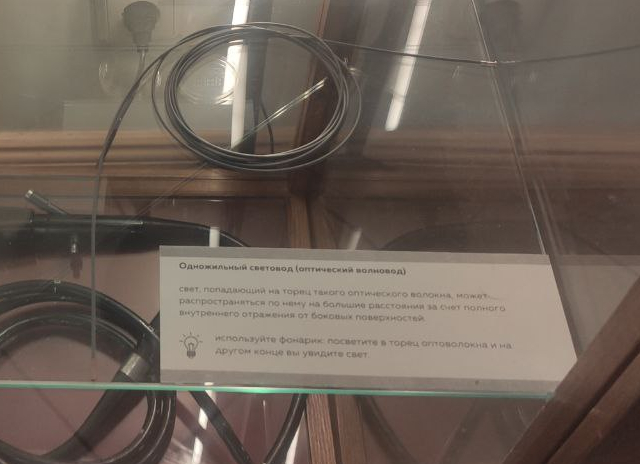 Одножильный световод (оптический волновод)
свет, попадающий на торец такого оптического волокна, может
распространяться по нему на большие расстояния за счет полного
внутреннего отражения от боковых поверхностей.
используйте фонарик: посветите в торец оптоволокна и на
другом конце вы увидите свет.